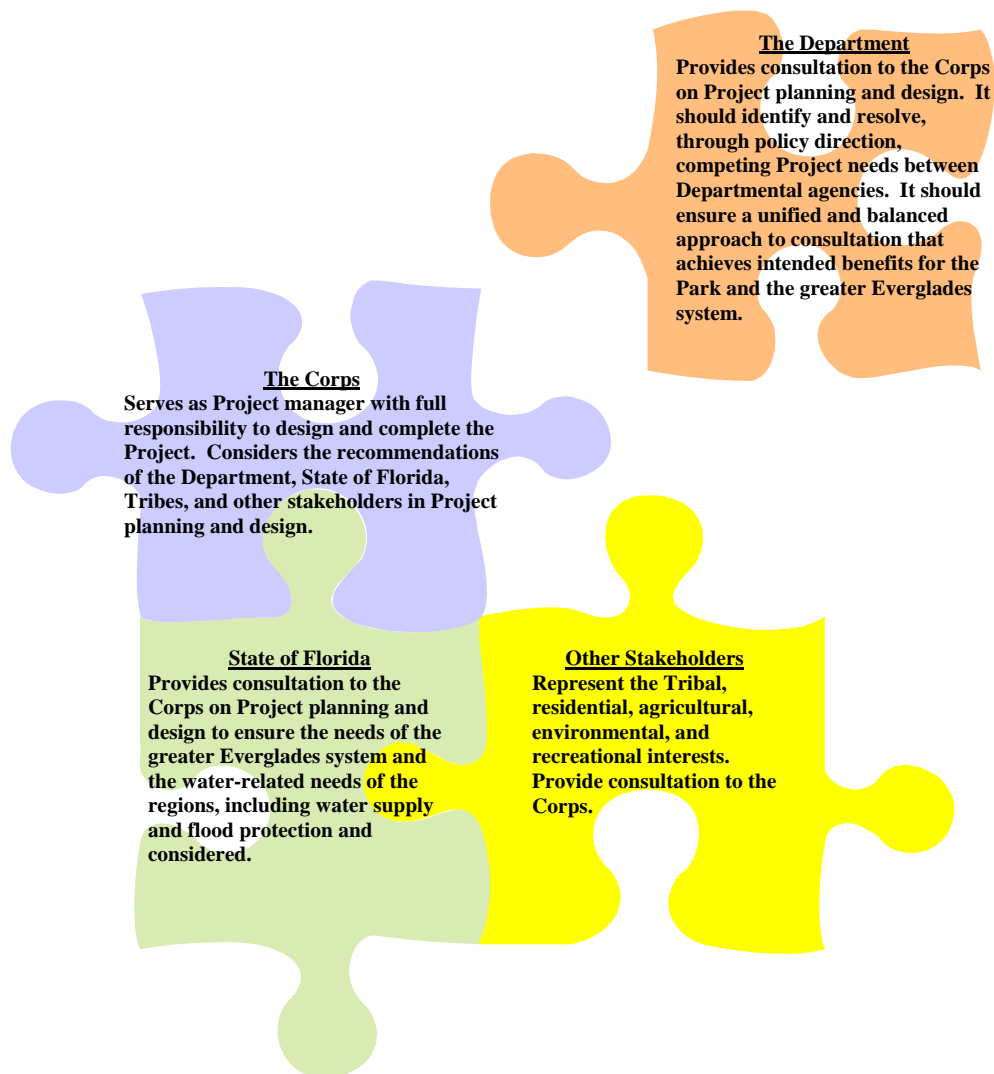 The Department
Provides consultation to the Corps
on Project planning and design.  It
should identify and resolve,
through policy direction,
competing Project needs between
Departmental agencies.  It should
ensure a unified and balanced
approach to consultation that
achieves intended benefits for the
Park and the greater Everglades
system.
The Corps
Serves as Project manager with full
responsibility to design and complete the
Project.  Considers the recommendations
of the Department, State of Florida,
Tribes, and other stakeholders in Project
planning and design.
State of Florida
Provides consultation to the
Corps on Project planning and
design to ensure the needs of the
greater Everglades system and
the water-related needs of the
regions, including water supply
and flood protection and
considered.
Other Stakeholders
Represent the Tribal,
residential, agricultural,
environmental, and
recreational interests.
Provide consultation to the
Corps.